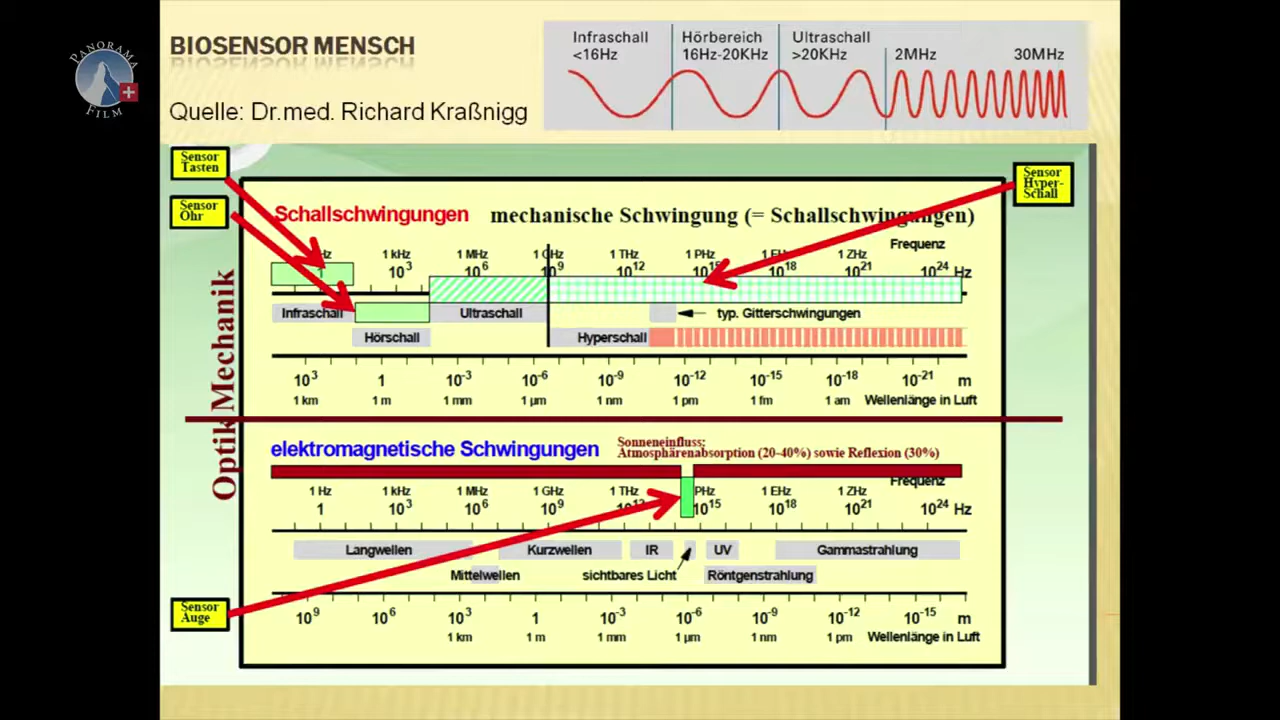 PANORAMA
FILM
BIOSENSOR MENSCH
Quelle: Dr.med. Richard Kraßnigg
Infraschall Hörbereich Ultraschall
<16Hz 16Hz-20KHz >20KHz 2MHz 30MHz
Sensor
Tasten
Sensor
Ohr
Sensor
Hyper-
Schall
Schallschwingungen mechanische Schwingung (= Schallschwingungen)
Frequenz
Hz 1 kHz 1 MHz 1 GHz 1 THz 1 PHz 1 EHz 1 ZHz
1 10³ 10⁶ 10⁹ 10¹² 10¹⁵ 10¹⁸ 10²¹ 10²⁴ Hz
Infraschall Ultraschall typ. Gitterschwingungen
Hörschall Hyperschall
10³ 1 10⁻³ 10⁻⁶ 10⁻⁹ 10⁻¹² 10⁻¹⁵ 10⁻¹⁸ 10⁻²¹ m
1 km 1 m 1 mm 1 µm 1 nm 1 pm 1 fm 1 am Wellenlänge in Luft
Optik Mechanik
elektromagnetische Schwingungen
Sonneneinfluss:
Atmosphärenabsorption (20-40%) sowie Reflexion (30%)
Frequenz
1 Hz 1 kHz 1 MHz 1 GHz 1 THz PHz 1 EHz 1 ZHz
1 10³ 10⁶ 10⁹ 10¹² 10¹⁵ 10¹⁸ 10²¹ 10²⁴ Hz
Langwellen Kurzwellen IR UV Gammastrahlung
Mittelwellen sichtbares Licht Röntgenstrahlung
Sensor
Auge
10⁹ 10⁶ 10³ 1 10⁻³ 10⁻⁶ 10⁻⁹ 10⁻¹² 10⁻¹⁵ m
1 km 1 m 1 mm 1 µm 1 nm 1 pm Wellenlänge in Luft